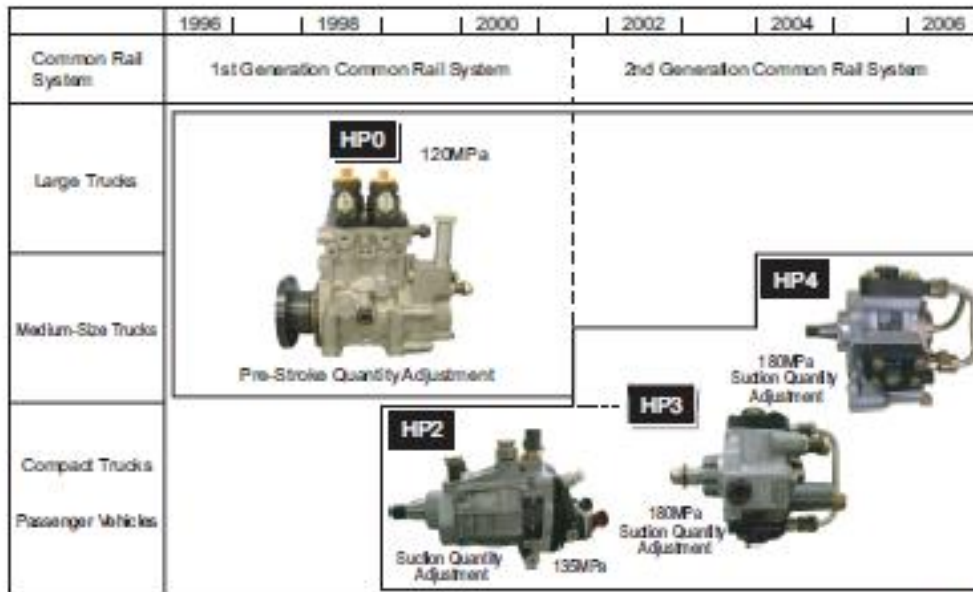 1996 1998 2000 2002 2004 2006
Common Rail
System
1st Generation Common Rail System
2nd Generation Common Rail System
Large Trucks
HP0
120MPa
Medium-Size Trucks
Pre-Stroke Quantity Adjustment
HP4
180MPa
Suction Quantity
Adjustment
Compact Trucks
Passenger Vehicles
HP2
Suction Quantity
Adjustment
135MPa
HP3
180MPa
Suction Quantity
Adjustment